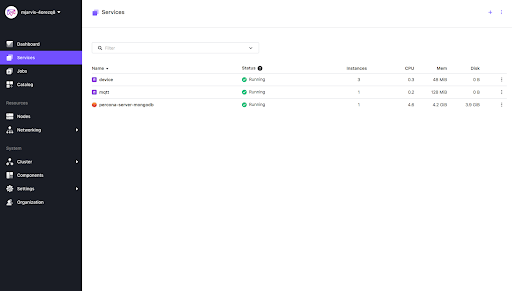 mjarvis-4orezq6
Services
Dashboard
Services
Jobs
Catalog
Resources
Nodes
Networking
System
Cluster
Components
Settings
Organization
Filter
Name Status Instances CPU Mem Disk
device Running 3 0.3 48 MiB 0 B
mqtt Running 1 0.2 128 MiB 0 B
percona-server-mongodb Running 1 4.8 4.2 GiB 3.9 GiB